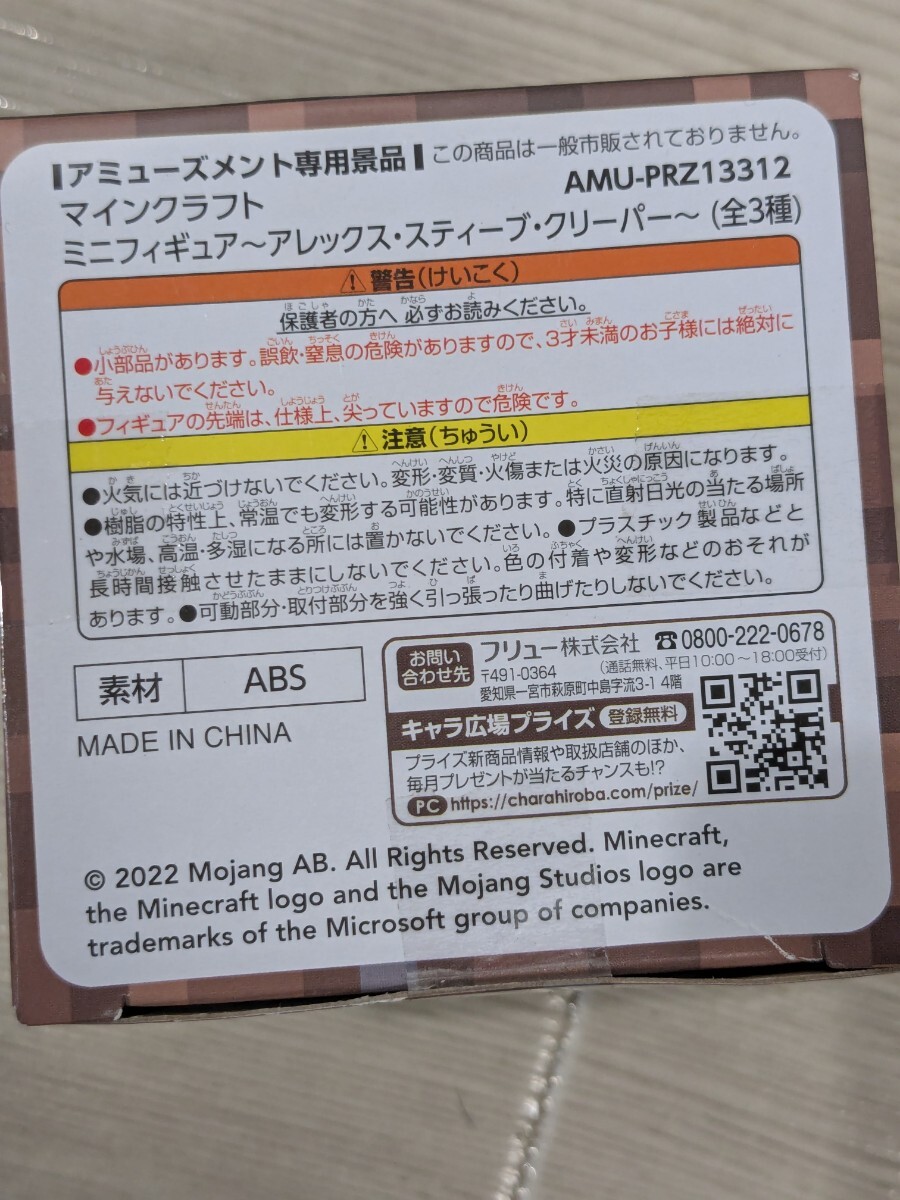 アミューズメント専用景品 この商品は一般市販されておりません。
マインクラフト AMU-PRZ13312
ミニフィギュア～アレックス・スティーブ・クリーパー～ (全3種)
⚠警告(けいこく)
保護者の方へ 必ずお読みください。
●小部品があります。誤飲・窒息の危険がありますので、3才未満のお子様には絶対に
与えないでください。
●フィギュアの先端は、仕様上、尖っていますので危険です。
⚠注意(ちゅうい)
●火気には近づけないでください。変形・変質・火傷または火災の原因になります。
●樹脂の特性上、常温でも変形する可能性があります。特に直射日光の当たる場所
や水場、高温・多湿になる所には置かないでください。●プラスチック製品などと
長時間接触させたままにしないでください。色の付着や変形などのおそれが
あります。●可動部分・取付部分を強く引っ張ったり曲げたりしないでください。
素材 ABS
MADE IN CHINA
お問い合わせ先 フリュー株式会社 ☎0800-222-0678
〒491-0364 (通話無料、平日10:00～18:00受付)
愛知県一宮市萩原町中島字流3-1 4階
キャラ広場プライズ 登録無料
プライズ新商品情報や取扱店舗のほか、
毎月プレゼントが当たるチャンスも!?
PC https://charahiroba.com/prize/
© 2022 Mojang AB. All Rights Reserved. Minecraft,
the Minecraft logo and the Mojang Studios logo are
trademarks of the Microsoft group of companies.